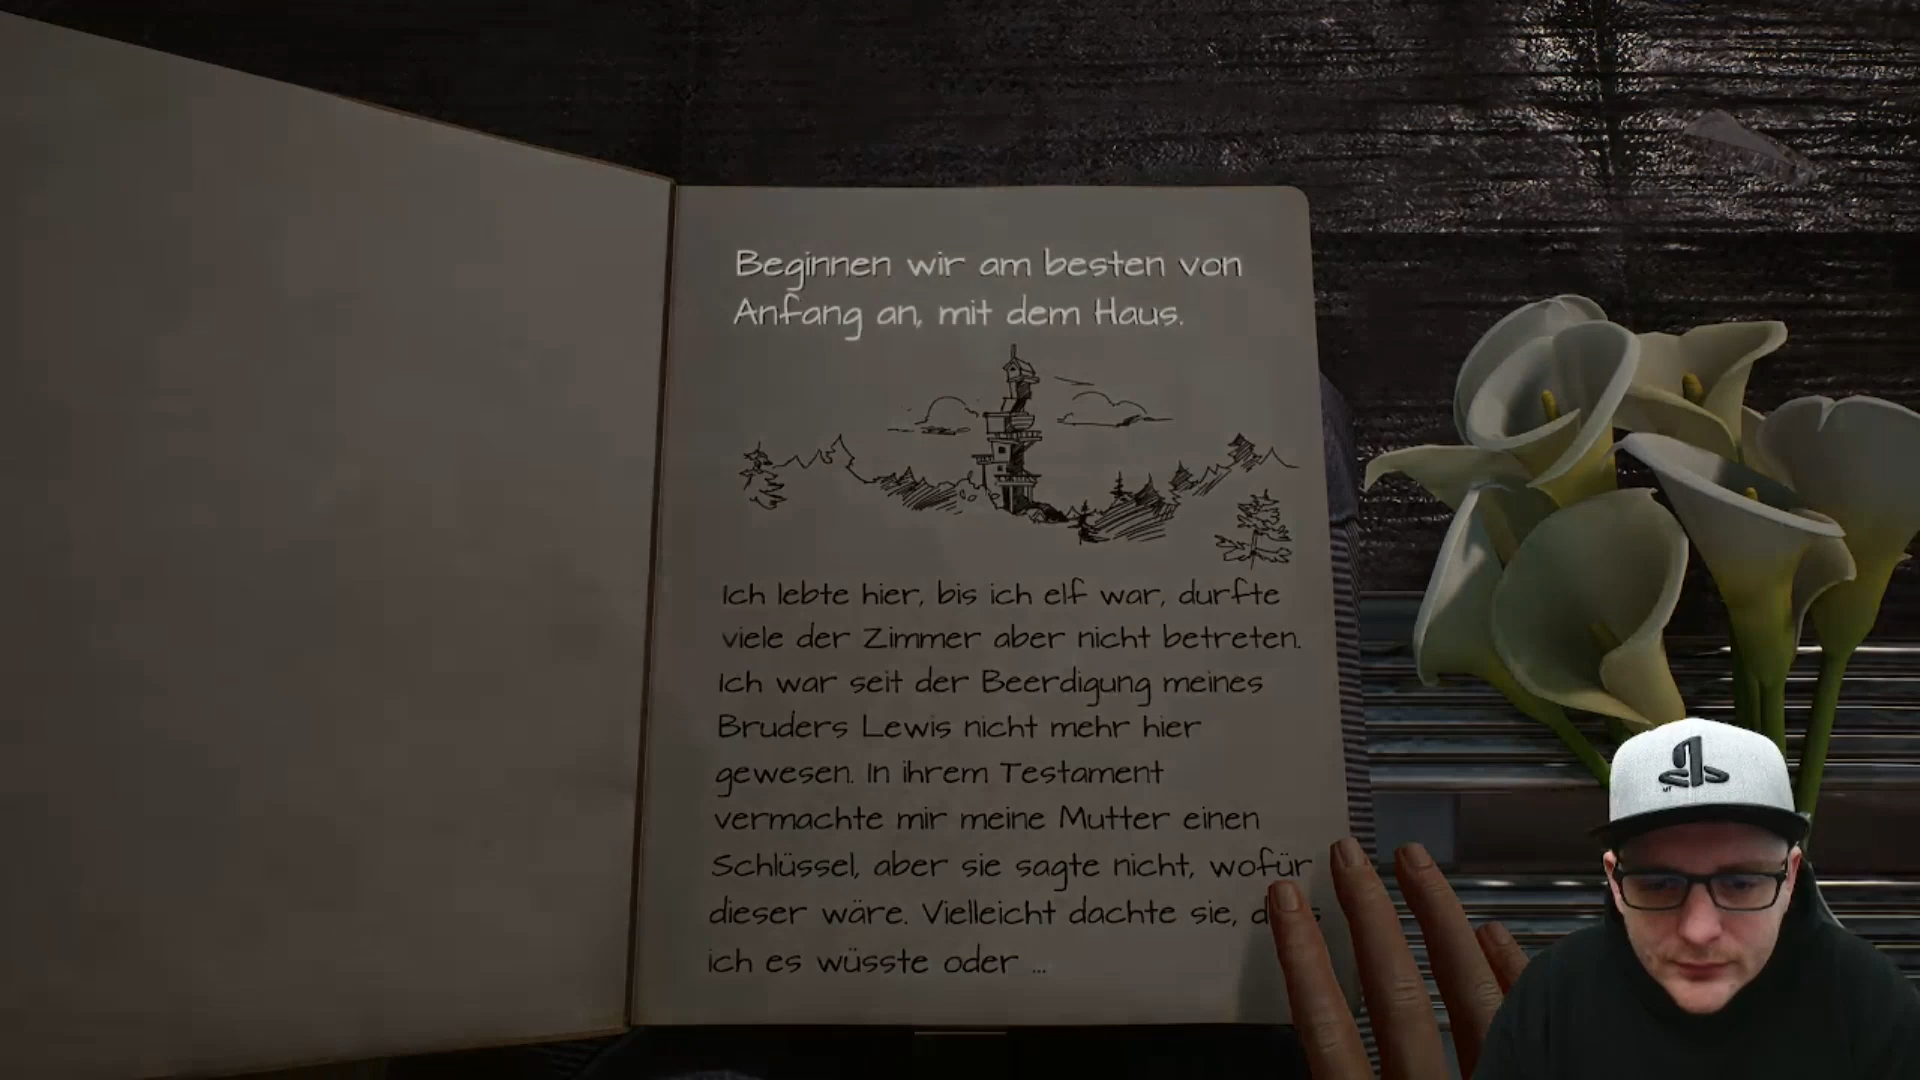 Beginnen wir am besten von
Anfang an, mit dem Haus.
Ich lebte hier, bis ich elf war, durfte
viele der Zimmer aber nicht betreten.
Ich war seit der Beerdigung meines
Bruders Lewis nicht mehr hier
gewesen. In ihrem Testament
vermachte mir meine Mutter einen
Schlüssel, aber sie sagte nicht, wofür
dieser wäre. Vielleicht dachte sie,
ich es wüsste oder ...